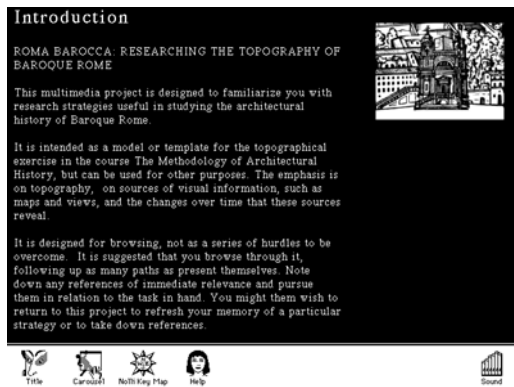 Introduction
ROMA BAROCCA: RESEARCHING THE TOPOGRAPHY OF
BAROQUE ROME
This multimedia project is designed to familiarize you with
research strategies useful in studying the architectural
history of Baroque Rome.
It is intended as a model or template for the topographical
exercise in the course The Methodology of Architectural
History, but can be used for other purposes. The emphasis is
on topography, on sources of visual information, such as
maps and views, and the changes over time that these sources
reveal.
It is designed for browsing, not as a series of hurdles to be
overcome. It is suggested that you browse through it,
following up as many paths as present themselves. Note
down any references of immediate relevance and pursue
them in relation to the task in hand. You might them wish to
return to this project to refresh your memory of a particular
strategy or to take down references.
Title
Carousel
Nolli Key Map
Help
Sound